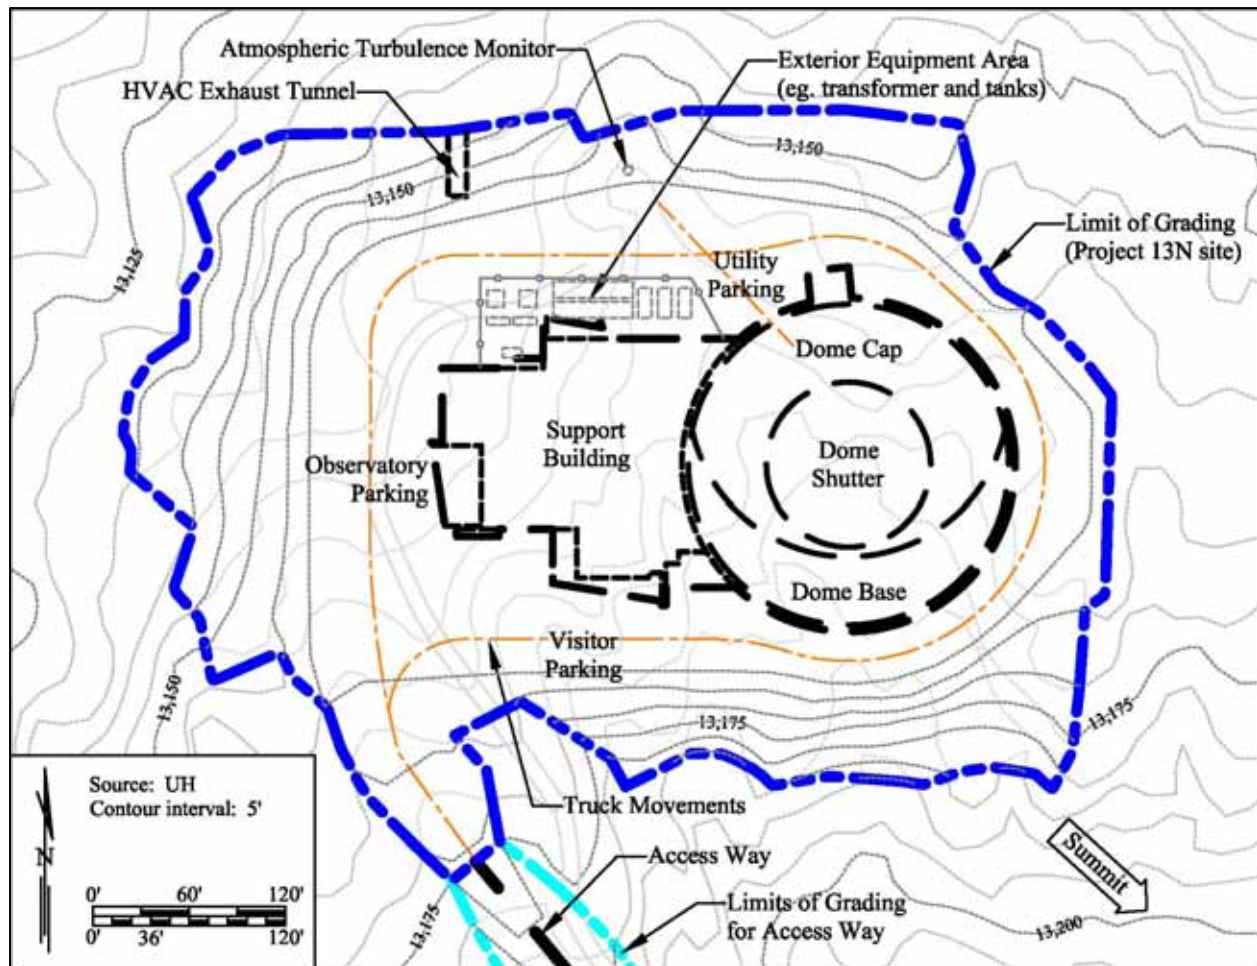 Atmospheric Turbulence Monitor
HVAC Exhaust Tunnel
Exterior Equipment Area
(eg. transformer and tanks)
13,150
13,150
13,125
Limit of Grading
(Project 13N site)
Utility
Parking
Dome Cap
Support
Building
Dome
Shutter
Observatory
Parking
Dome Base
Visitor
Parking
13,150
13,175
13,175
Source: UH
Contour interval: 5'
Truck Movements
N
0' 60' 120'
0' 36' 120'
Access Way
Summit
13,175
Limits of Grading
for Access Way
13,200